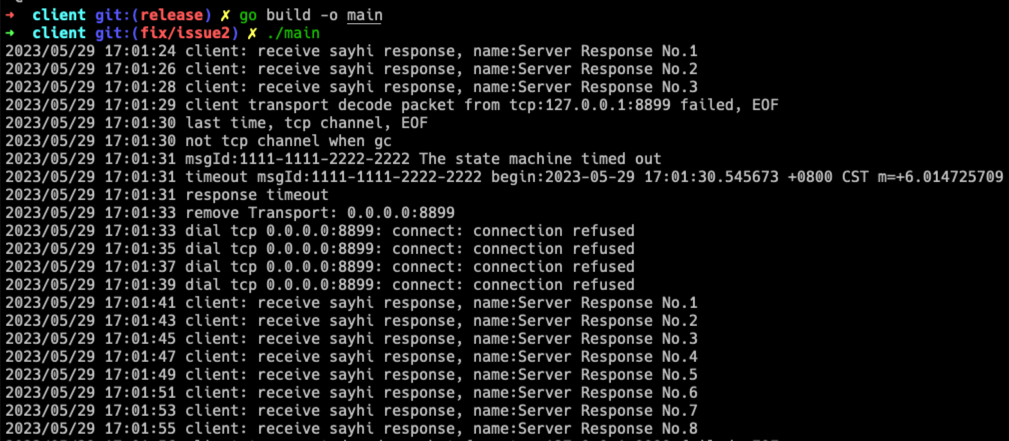 ➜ client git:(release) ✗ go build -o main
➜ client git:(fix/issue2) ✗ ./main
2023/05/29 17:01:24 client: receive sayhi response, name:Server Response No.1
2023/05/29 17:01:26 client: receive sayhi response, name:Server Response No.2
2023/05/29 17:01:28 client: receive sayhi response, name:Server Response No.3
2023/05/29 17:01:29 client transport decode packet from tcp:127.0.0.1:8899 failed, EOF
2023/05/29 17:01:30 last time, tcp channel, EOF
2023/05/29 17:01:30 not tcp channel when gc
2023/05/29 17:01:31 msgId:1111-1111-2222-2222 The state machine timed out
2023/05/29 17:01:31 timeout msgId:1111-1111-2222-2222 begin:2023-05-29 17:01:30.545673 +0800 CST m=+6.014725709
2023/05/29 17:01:31 response timeout
2023/05/29 17:01:33 remove Transport: 0.0.0.0:8899
2023/05/29 17:01:33 dial tcp 0.0.0.0:8899: connect: connection refused
2023/05/29 17:01:35 dial tcp 0.0.0.0:8899: connect: connection refused
2023/05/29 17:01:37 dial tcp 0.0.0.0:8899: connect: connection refused
2023/05/29 17:01:39 dial tcp 0.0.0.0:8899: connect: connection refused
2023/05/29 17:01:41 client: receive sayhi response, name:Server Response No.1
2023/05/29 17:01:43 client: receive sayhi response, name:Server Response No.2
2023/05/29 17:01:45 client: receive sayhi response, name:Server Response No.3
2023/05/29 17:01:47 client: receive sayhi response, name:Server Response No.4
2023/05/29 17:01:49 client: receive sayhi response, name:Server Response No.5
2023/05/29 17:01:51 client: receive sayhi response, name:Server Response No.6
2023/05/29 17:01:53 client: receive sayhi response, name:Server Response No.7
2023/05/29 17:01:55 client: receive sayhi response, name:Server Response No.8